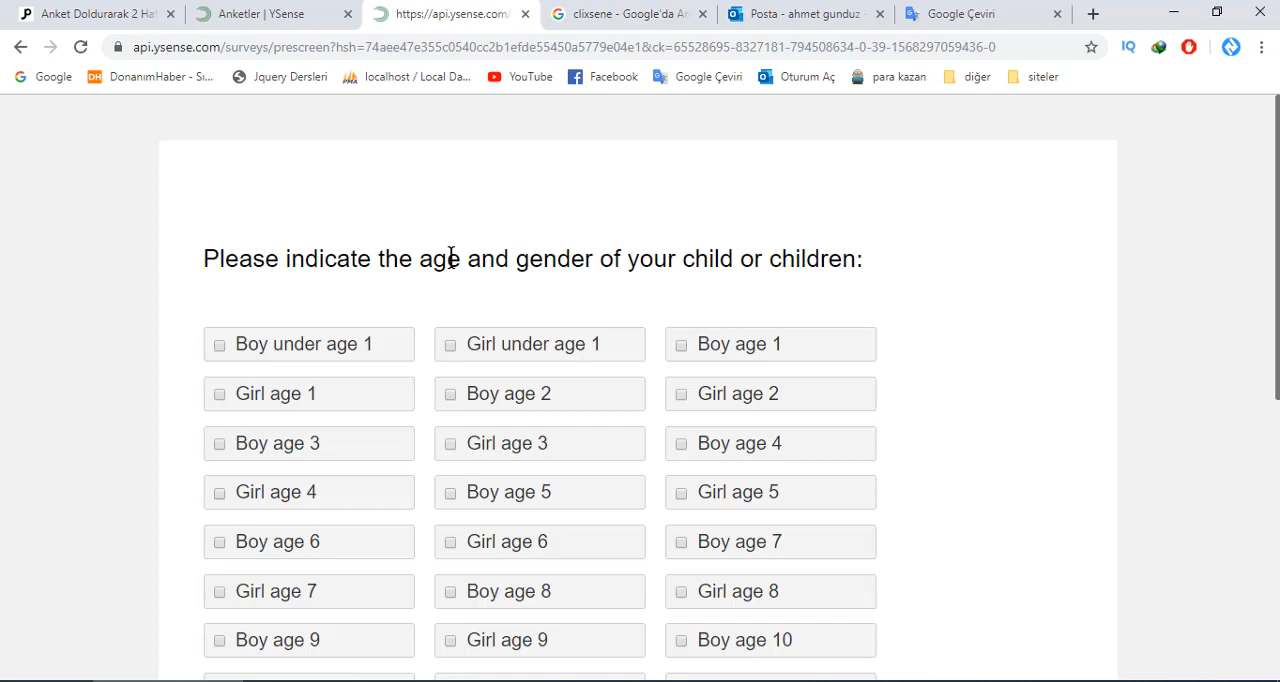 Anket Doldurarak 2 Haf
Anketler | YSense
https://api.ysense.com/
clixsene - Google'da Ar
Posta - ahmet gunduz -
Google Çeviri
api.ysense.com/surveys/prescreen?hsh=74aee47e355c0540cc2b1efde55450a5779e04e1&ck=65528695-8327181-794508634-0-39-1568297059436-0
IQ
Google
DH DonanımHaber - Sı...
Jquery Dersleri
PMA localhost / Local Da...
YouTube
Facebook
Google Çeviri
Oturum Aç
para kazan
diğer
siteler
Please indicate the age and gender of your child or children:
Boy under age 1 Girl under age 1 Boy age 1
Girl age 1 Boy age 2 Girl age 2
Boy age 3 Girl age 3 Boy age 4
Girl age 4 Boy age 5 Girl age 5
Boy age 6 Girl age 6 Boy age 7
Girl age 7 Boy age 8 Girl age 8
Boy age 9 Girl age 9 Boy age 10